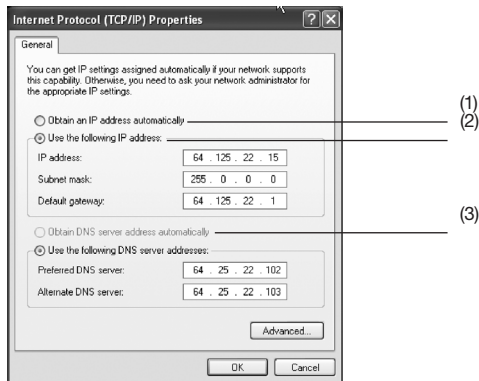 Internet Protocol (TCP/IP) Properties
General
You can get IP settings assigned automatically if your network supports
this capability. Otherwise, you need to ask your network administrator for
the appropriate IP settings.
Obtain an IP address automatically
(1)
(2)
Use the following IP address:
IP address: 64 . 125 . 22 . 15
Subnet mask: 255 . 0 . 0 . 0
Default gateway: 64 . 125 . 22 . 1
(3)
Obtain DNS server address automatically
Use the following DNS server addresses:
Preferred DNS server: 64 . 25 . 22 . 102
Alternate DNS server: 64 . 25 . 22 . 103
Advanced...
OK Cancel